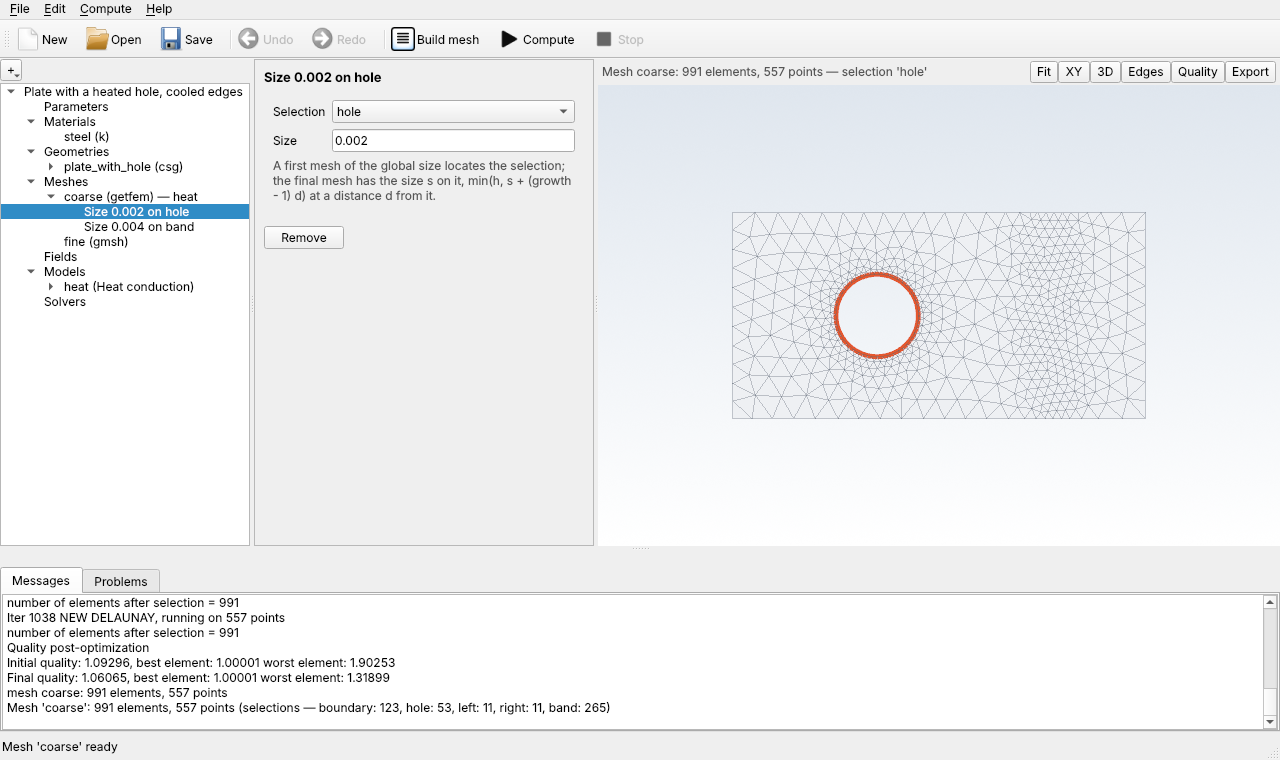 File Edit Compute Help
New Open Save Undo Redo Build mesh Compute Stop
+
Plate with a heated hole, cooled edges
Parameters
Materials
steel (k)
Geometries
plate_with_hole (csg)
Meshes
coarse (getfem) — heat
Size 0.002 on hole
Size 0.004 on band
fine (gmsh)
Fields
Models
heat (Heat conduction)
Solvers
Size 0.002 on hole
Selection hole
Size 0.002
A first mesh of the global size locates the selection;
the final mesh has the size s on it, min(h, s + (growth
- 1) d) at a distance d from it.
Remove
Mesh coarse: 991 elements, 557 points — selection 'hole'
Fit XY 3D Edges Quality Export
Messages Problems
number of elements after selection = 991
Iter 1038 NEW DELAUNAY, running on 557 points
number of elements after selection = 991
Quality post-optimization
Initial quality: 1.09296, best element: 1.00001 worst element: 1.90253
Final quality: 1.06065, best element: 1.00001 worst element: 1.31899
mesh coarse: 991 elements, 557 points
Mesh 'coarse': 991 elements, 557 points (selections — boundary: 123, hole: 53, left: 11, right: 11, band: 265)
Mesh 'coarse' ready